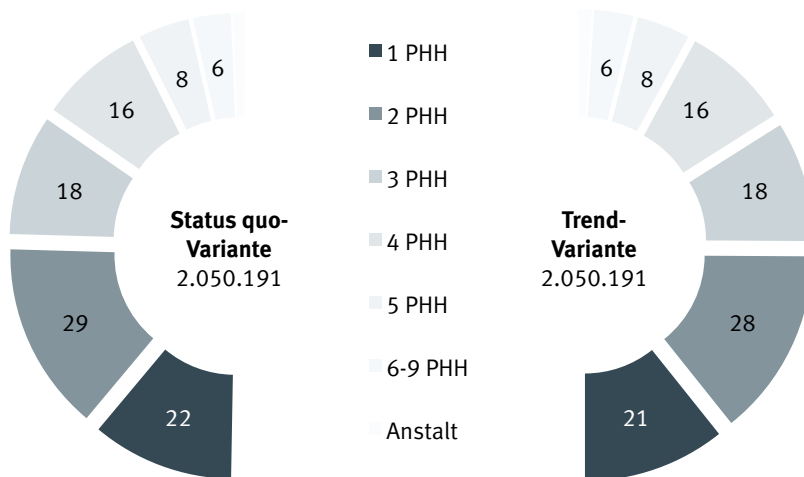 6
8
16
18
29
22
Status quo-
Variante
2.050.191
1 PHH
2 PHH
3 PHH
4 PHH
5 PHH
6-9 PHH
Anstalt
6
8
16
18
28
21
Trend-
Variante
2.050.191